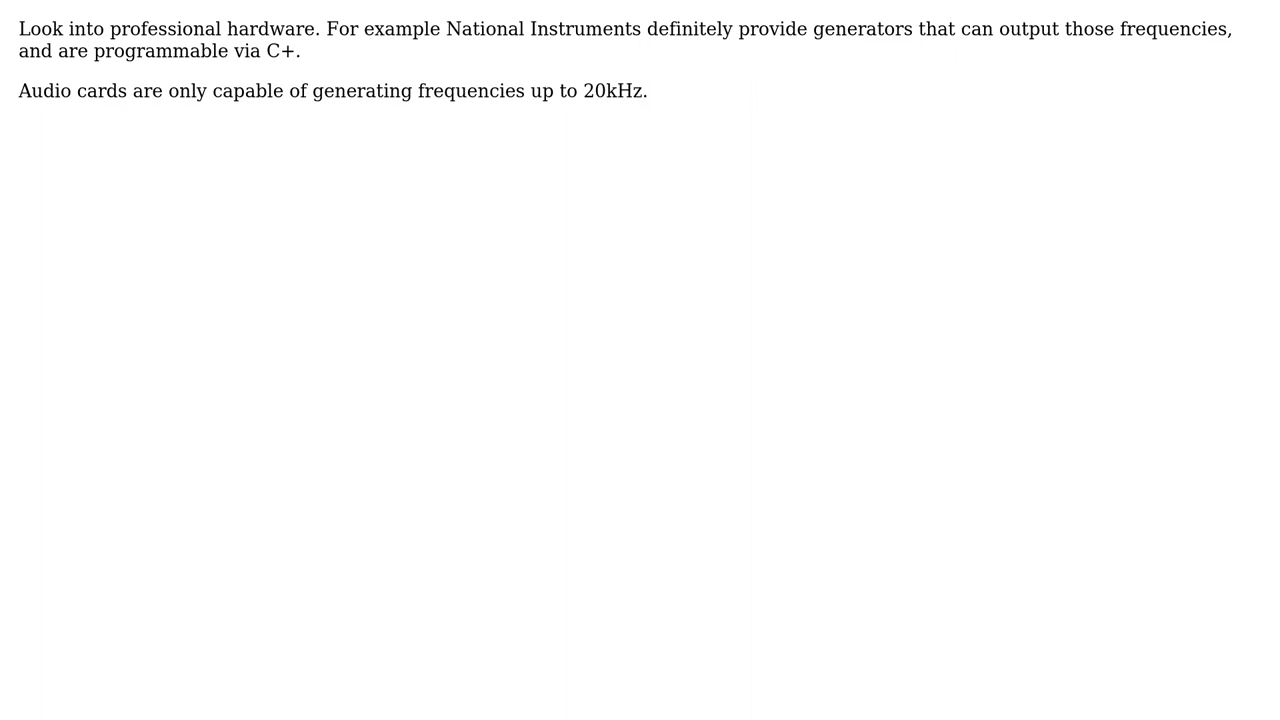 Look into professional hardware. For example National Instruments definitely provide generators that can output those frequencies,
and are programmable via C+.
Audio cards are only capable of generating frequencies up to 20kHz.